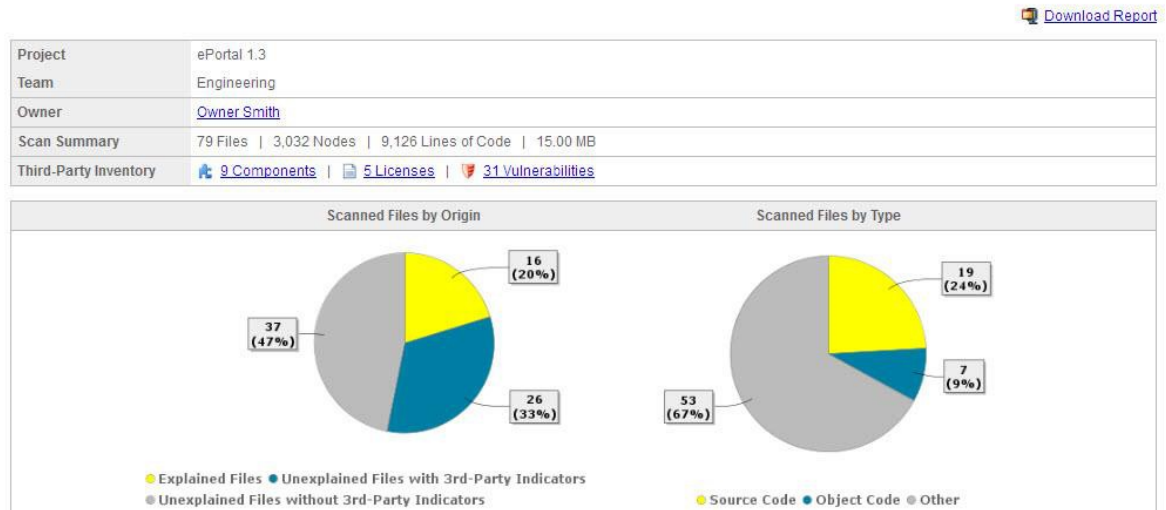 Download Report
Project ePortal 1.3
Team Engineering
Owner Owner Smith
Scan Summary 79 Files | 3,032 Nodes | 9,126 Lines of Code | 15.00 MB
Third-Party Inventory 9 Components | 5 Licenses | 31 Vulnerabilities
Scanned Files by Origin
16
(20%)
37
(47%)
26
(33%)
Explained Files Unexplained Files with 3rd-Party Indicators
Unexplained Files without 3rd-Party Indicators
Scanned Files by Type
19
(24%)
7
(9%)
53
(67%)
Source Code Object Code Other